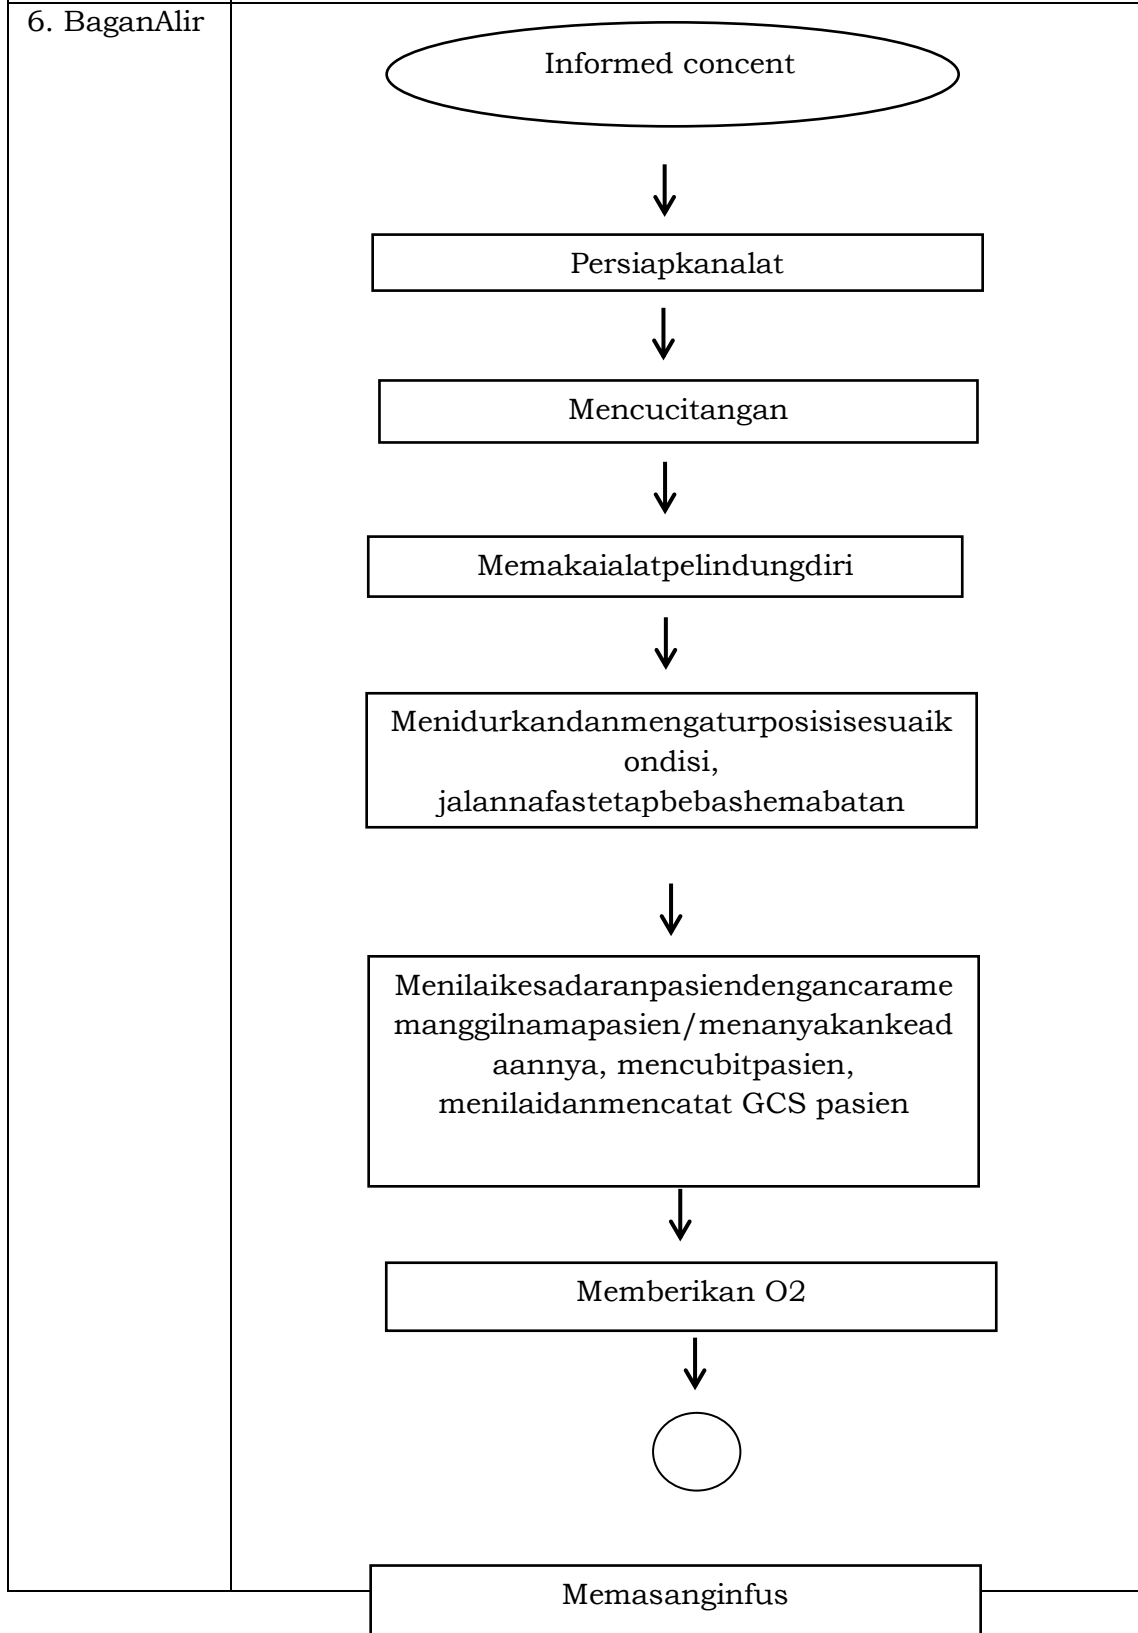 6. BaganAlir
Informed concent
Persiapkanalat
Mencucitangan
Memakaialatpelindungdiri
Menidurkandanmengaturposisisesuaik
ondisi,
jalannafastetapbebashemabatan
Menilaikesadaranpasiendengancarame
manggilnamapasien/menanyakankead
aannya, mencubitpasien,
menilaidanmencatat GCS pasien
Memberikan O2
Memasanginfus